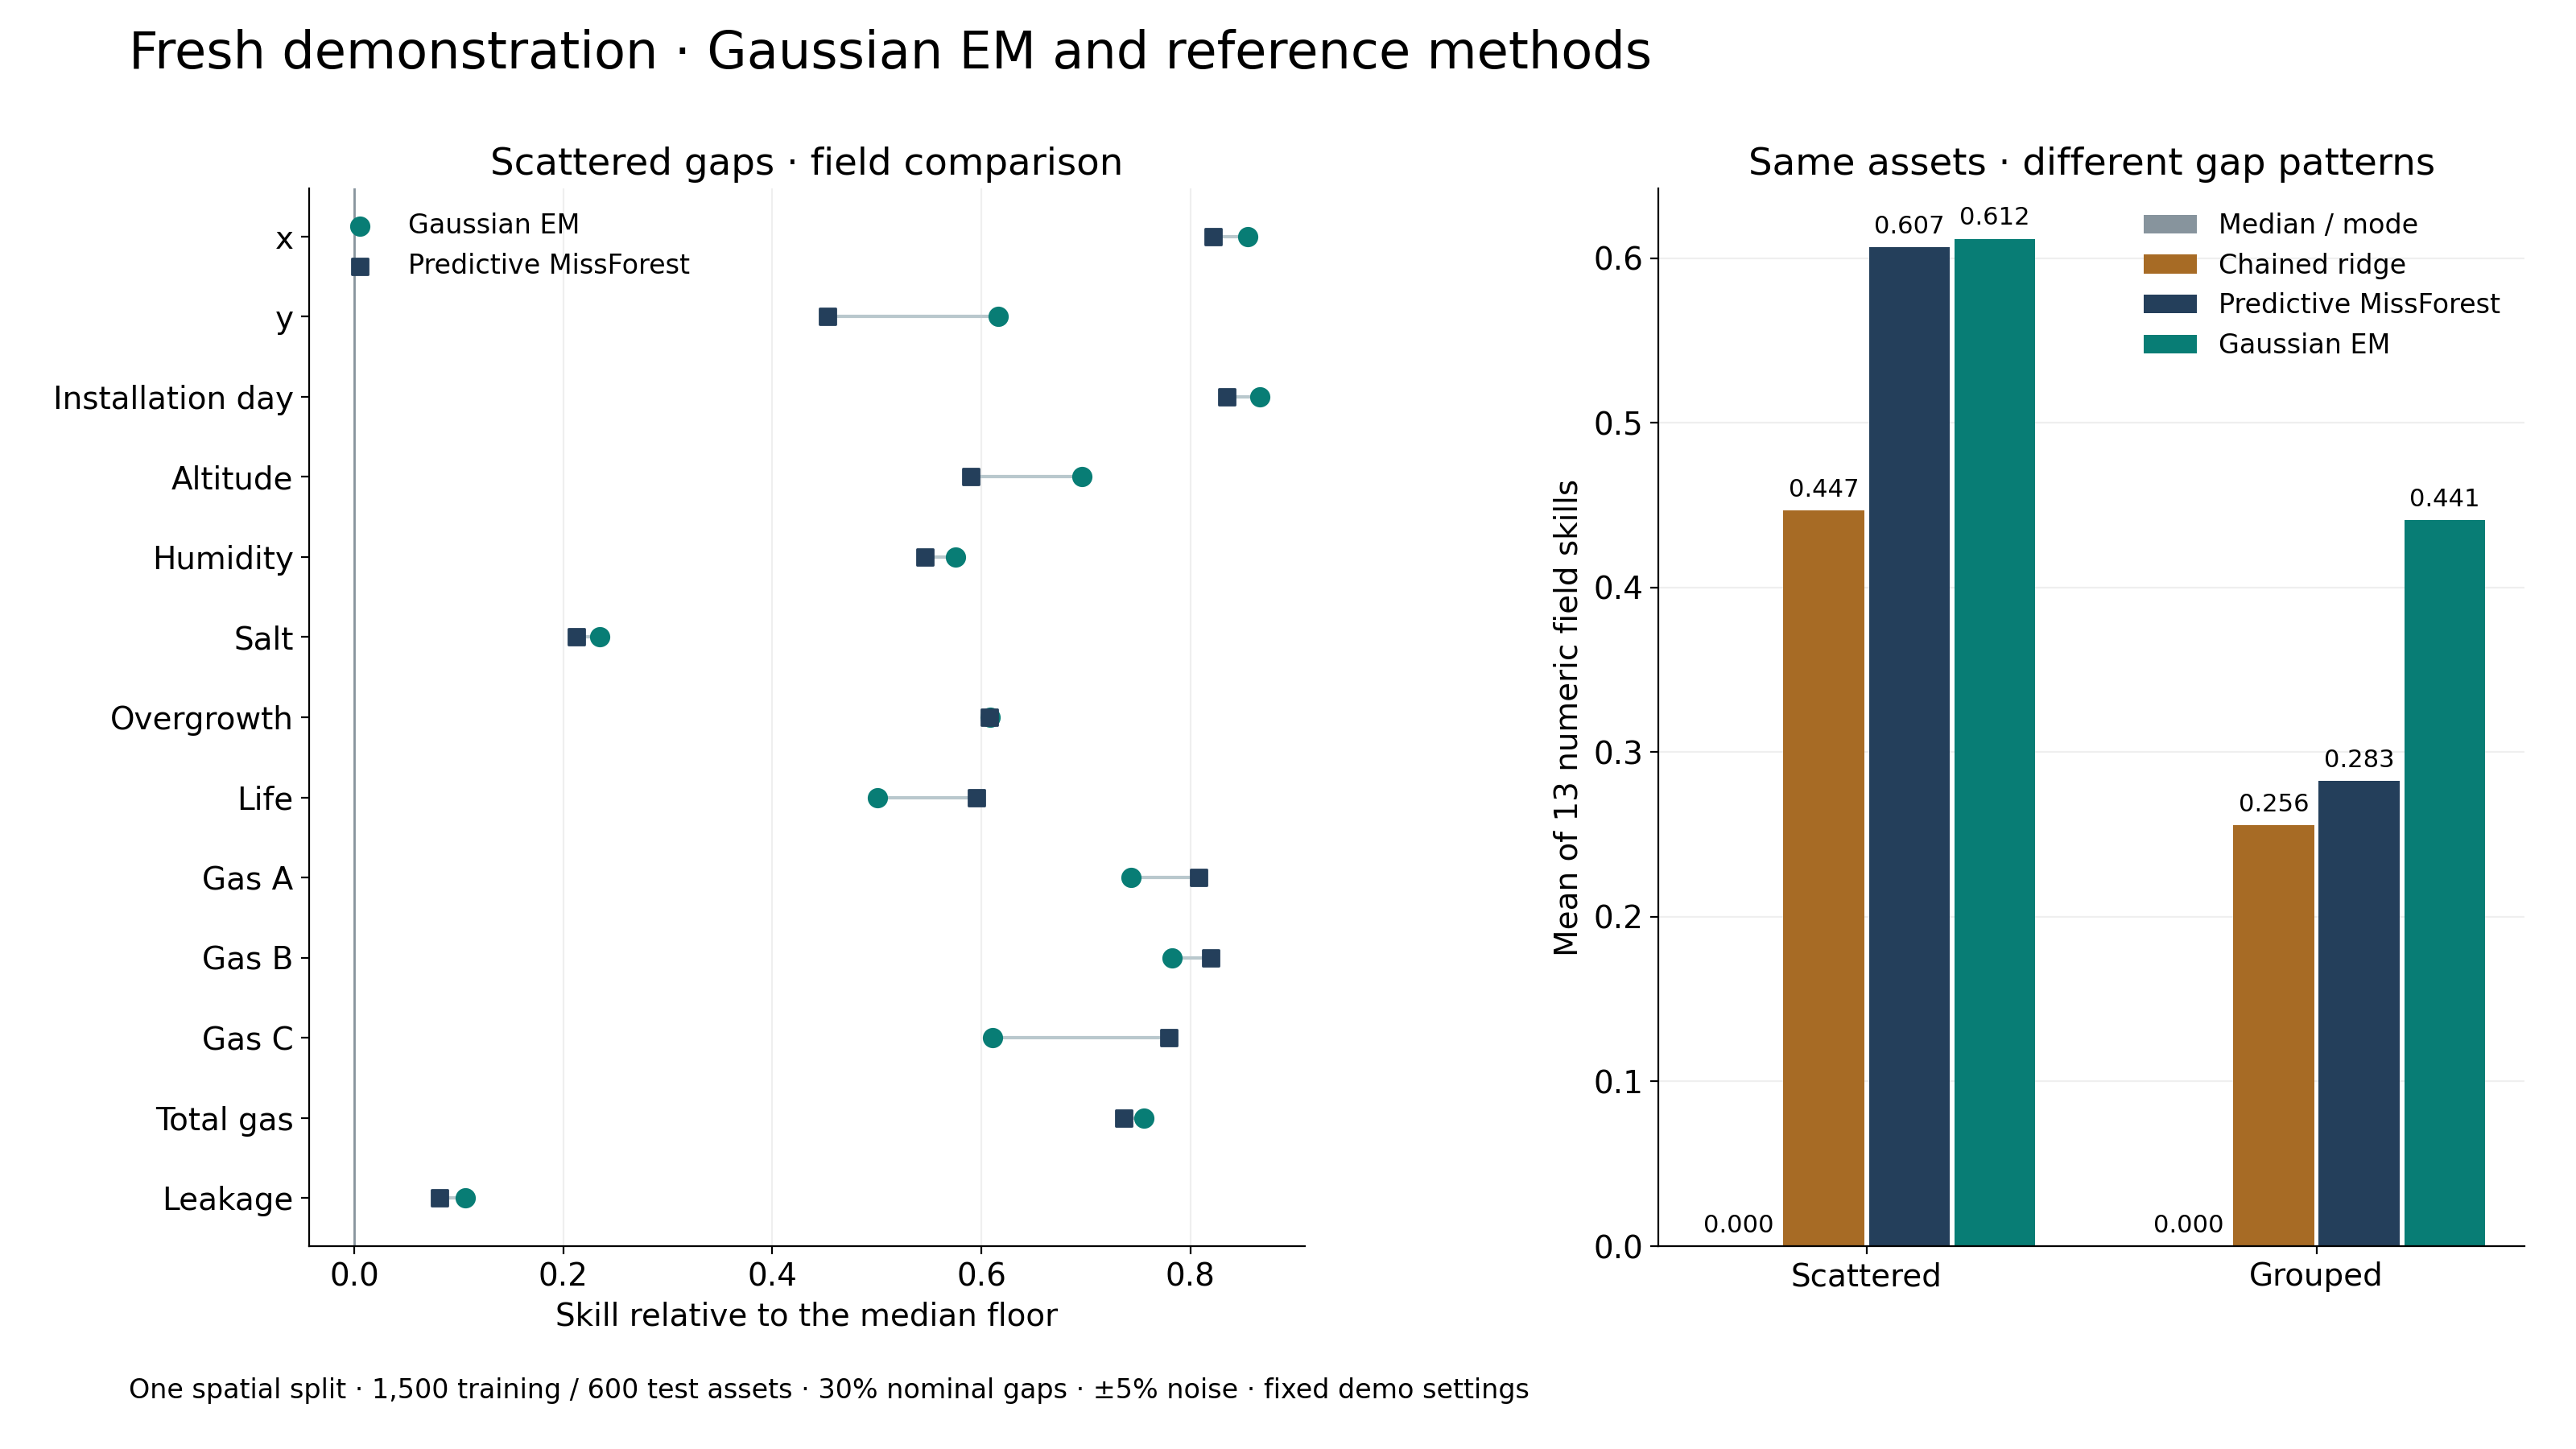 Fresh demonstration · Gaussian EM and reference methods
Scattered gaps · field comparison
Gaussian EM
Predictive MissForest
x
y
Installation day
Altitude
Humidity
Salt
Overgrowth
Life
Gas A
Gas B
Gas C
Total gas
Leakage
0.0 0.2 0.4 0.6 0.8
Skill relative to the median floor
Same assets · different gap patterns
Median / mode
Chained ridge
Predictive MissForest
Gaussian EM
Mean of 13 numeric field skills
0.6
0.5
0.4
0.3
0.2
0.1
0.0
0.000 0.447 0.607 0.612
0.000 0.256 0.283 0.441
Scattered Grouped
One spatial split · 1,500 training / 600 test assets · 30% nominal gaps · ±5% noise · fixed demo settings